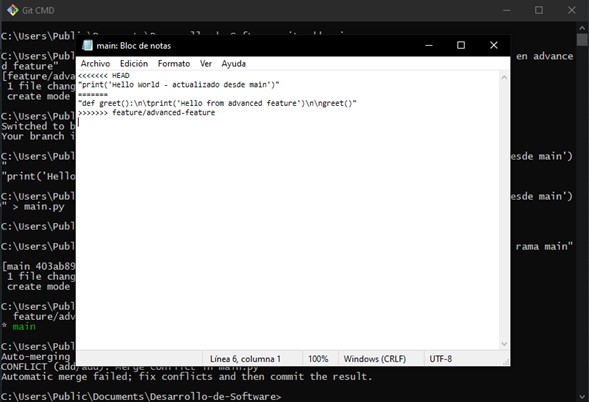 Git CMD
C:\Users\Public\Documents\Desarrollo-de-Software>
en advance
d feature"
[feature/adva
1 file chang
create mode
Switched to b
Your branch i
C:\Users\Publ
esde main')
"
"print('Hello
C:\Users\Publ
esde main')
" > main.py
C:\Users\Publ
C:\Users\Publ
rama main"
[main 403ab89
1 file chang
create mode
C:\Users\Publ
feature/adv
* main
C:\Users\Publ
Auto-merging
CONFLICT (add/add): Merge conflict in main.py
Automatic merge failed; fix conflicts and then commit the result.
C:\Users\Public\Documents\Desarrollo-de-Software>
main: Bloc de notas
Archivo Edición Formato Ver Ayuda
<<<<<<< HEAD
"print('Hello World - actualizado desde main')"
=======
"def greet():\n\tprint('Hello from advanced feature')\n\ngreet()"
>>>>>>> feature/advanced-feature
Línea 6, columna 1 100% Windows (CRLF) UTF-8